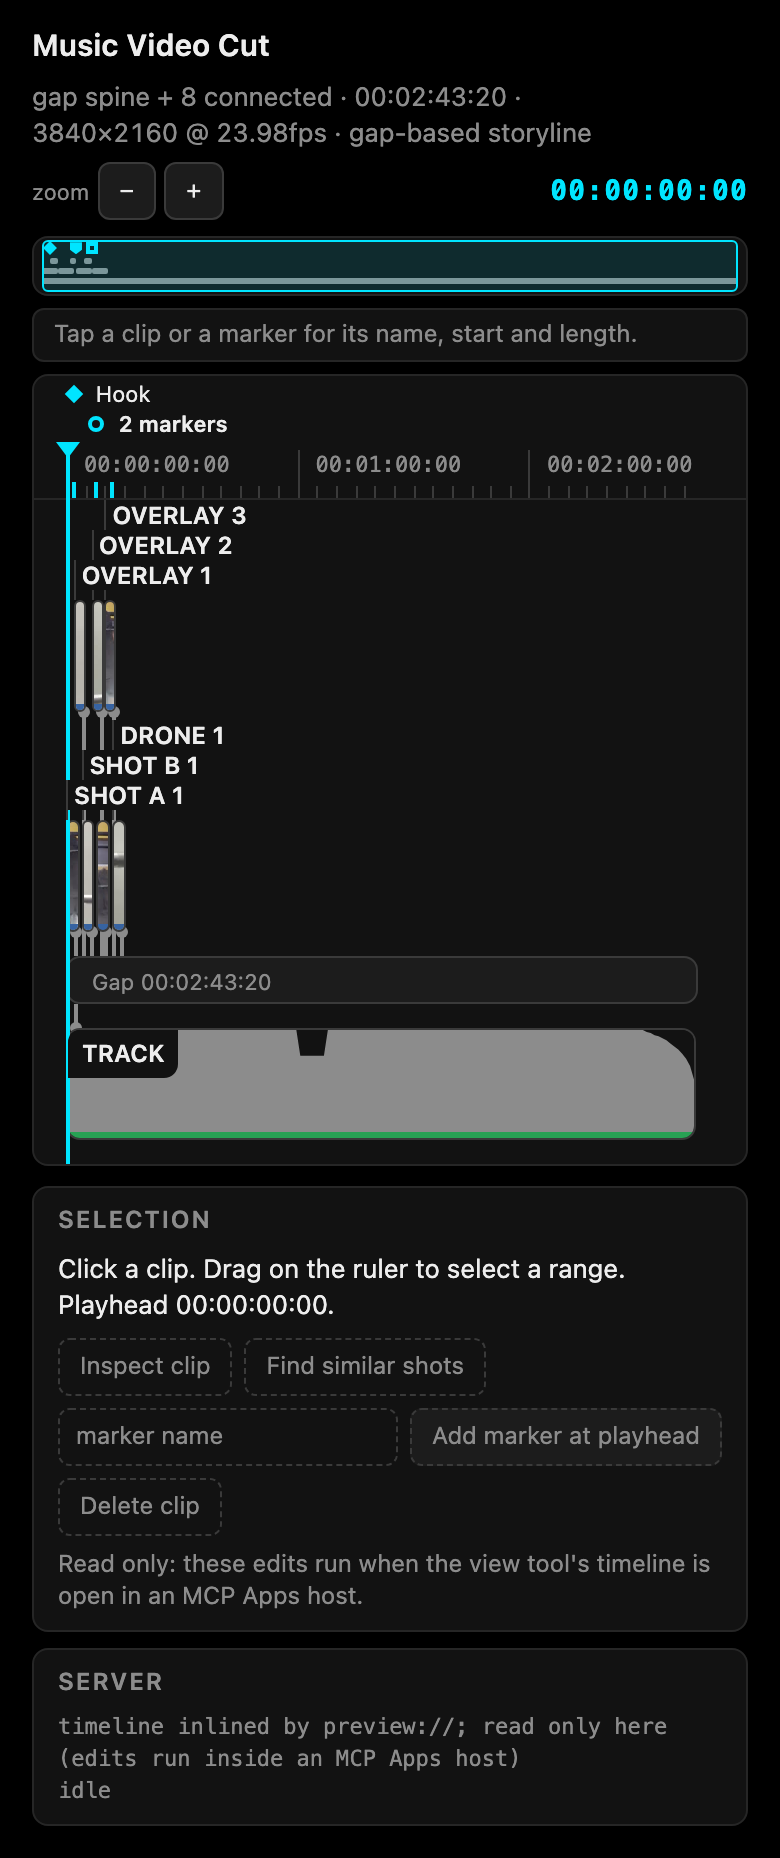 Music Video Cut
gap spine + 8 connected · 00:02:43:20 ·
3840×2160 @ 23.98fps · gap-based storyline
zoom − + 00:00:00:00
Tap a clip or a marker for its name, start and length.
Hook
2 markers
00:00:00:00 00:01:00:00 00:02:00:00
OVERLAY 3
OVERLAY 2
OVERLAY 1
DRONE 1
SHOT B 1
SHOT A 1
Gap 00:02:43:20
TRACK
SELECTION
Click a clip. Drag on the ruler to select a range.
Playhead 00:00:00:00.
Inspect clip Find similar shots
marker name Add marker at playhead
Delete clip
Read only: these edits run when the view tool's timeline is
open in an MCP Apps host.
SERVER
timeline inlined by preview://; read only here
(edits run inside an MCP Apps host)
idle